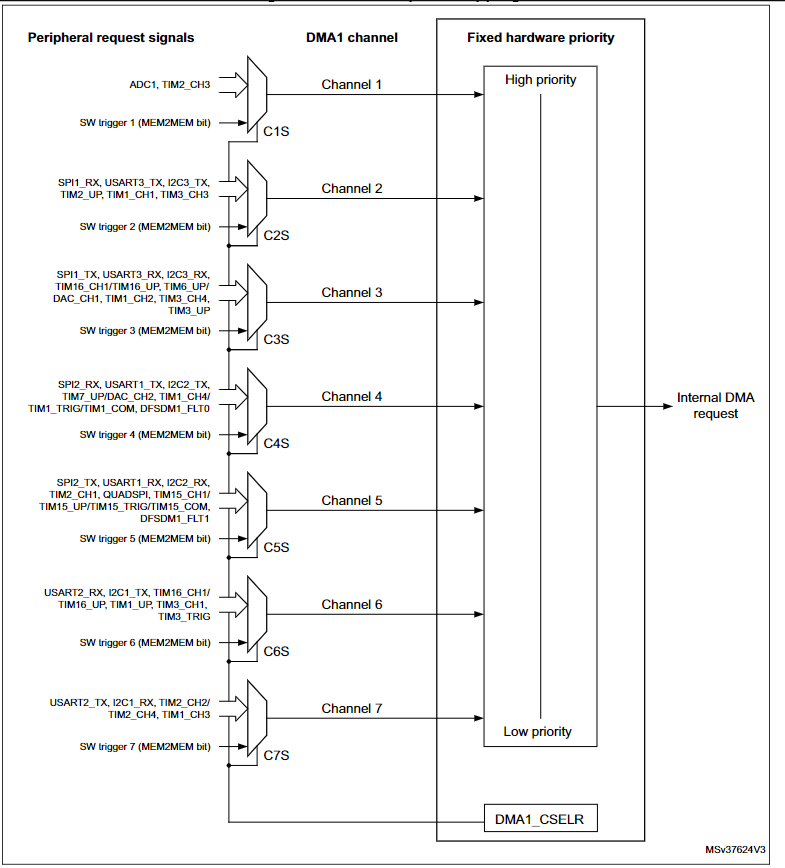 Peripheral request signals
DMA1 channel
Fixed hardware priority
High priority
ADC1, TIM2_CH3
Channel 1
SW trigger 1 (MEM2MEM bit)
C1S
SPI1_RX, USART3_TX, I2C3_TX,
TIM2_UP, TIM1_CH1, TIM3_CH3
Channel 2
SW trigger 2 (MEM2MEM bit)
C2S
SPI1_TX, USART3_RX, I2C3_RX,
TIM16_CH1/TIM16_UP, TIM6_UP/
DAC_CH1, TIM1_CH2, TIM3_CH4,
TIM3_UP
Channel 3
SW trigger 3 (MEM2MEM bit)
C3S
SPI2_RX, USART1_TX, I2C2_TX,
TIM7_UP/DAC_CH2, TIM1_CH4/
TIM1_TRIG/TIM1_COM, DFSDM1_FLT0
Channel 4
SW trigger 4 (MEM2MEM bit)
C4S
Internal DMA
request
SPI2_TX, USART1_RX, I2C2_RX,
TIM2_CH1, QUADSPI, TIM15_CH1/
TIM15_UP/TIM15_TRIG/TIM15_COM,
DFSDM1_FLT1
Channel 5
SW trigger 5 (MEM2MEM bit)
C5S
USART2_RX, I2C1_TX, TIM16_CH1/
TIM16_UP, TIM1_UP, TIM3_CH1,
TIM3_TRIG
Channel 6
SW trigger 6 (MEM2MEM bit)
C6S
USART2_TX, I2C1_RX, TIM2_CH2/
TIM2_CH4, TIM1_CH3
Channel 7
SW trigger 7 (MEM2MEM bit)
C7S
Low priority
DMA1_CSELR
MSv37624V3